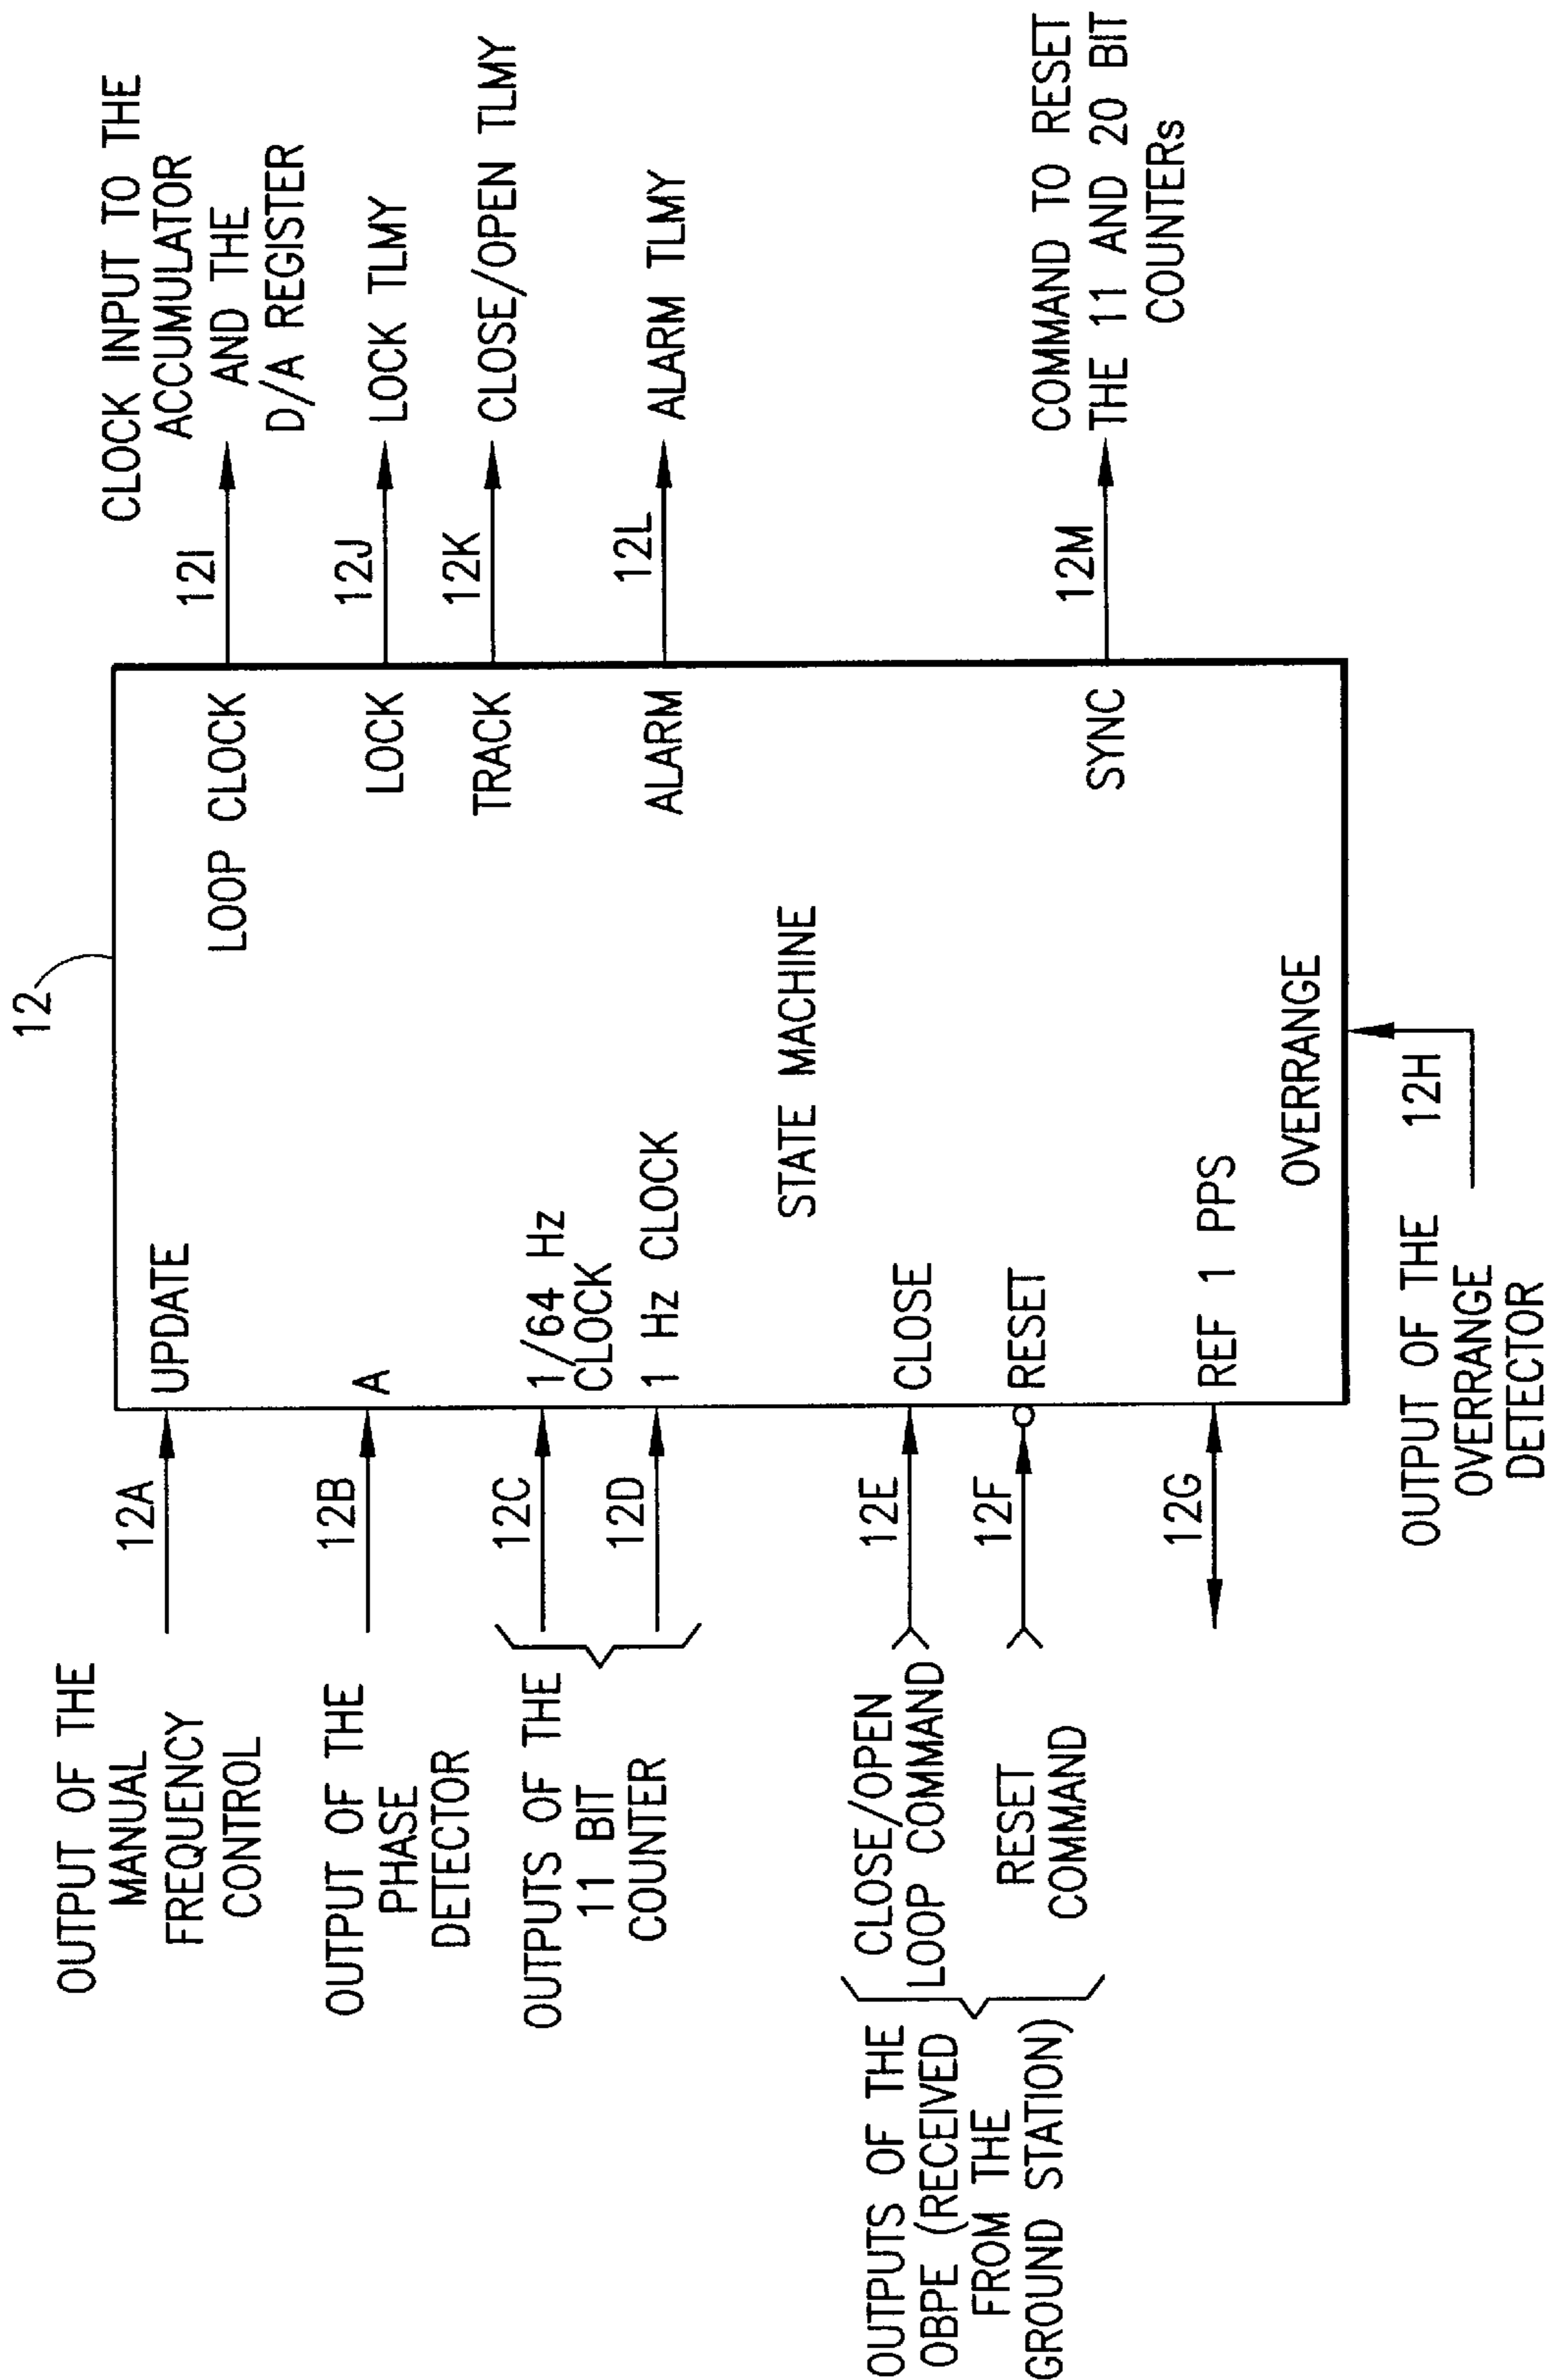 12
OUTPUT OF THE
MANUAL
FREQUENCY
CONTROL
12A
UPDATE
OUTPUT OF THE
PHASE
DETECTOR
12B
A
OUTPUTS OF THE
11 BIT
COUNTER
12C
1/64 Hz
CLOCK
12D
1 Hz CLOCK
OUTPUTS OF THE
OBPE (RECEIVED
FROM THE
GROUND STATION)
CLOSE/OPEN
LOOP COMMAND
12E
CLOSE
RESET
COMMAND
12F
RESET
12G
REF 1 PPS
OUTPUT OF THE
OVERRANGE
DETECTOR
12H
OVERRANGE
STATE MACHINE
LOOP CLOCK
12I
CLOCK INPUT TO THE
ACCUMULATOR
AND THE
D/A REGISTER
LOCK
12J
LOCK TLMY
TRACK
12K
CLOSE/OPEN TLMY
ALARM
12L
ALARM TLMY
SYNC
12M
COMMAND TO RESET
THE 11 AND 20 BIT
COUNTERs